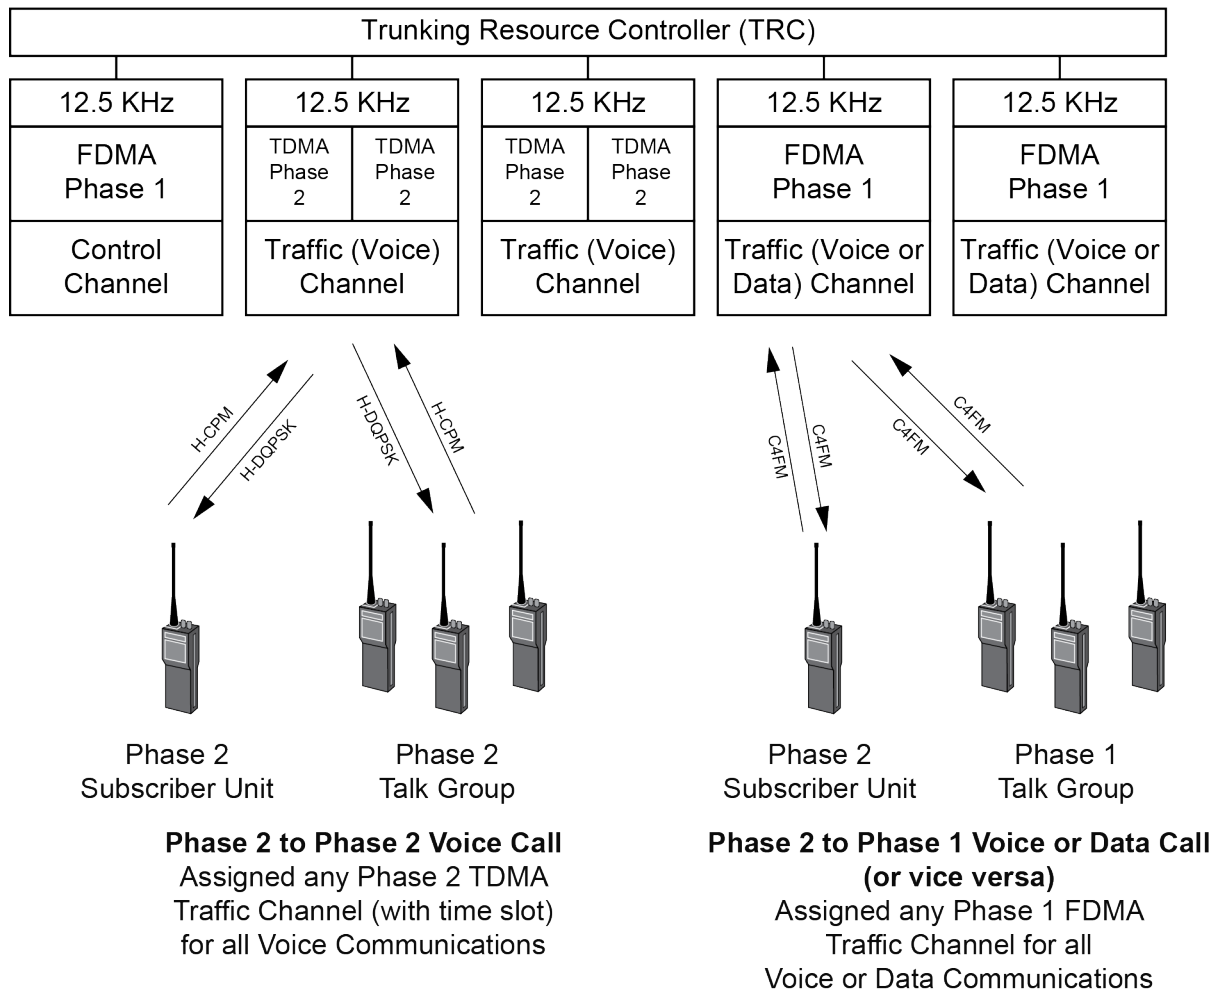 Trunking Resource Controller (TRC)
12.5 KHz
FDMA
Phase 1
Control
Channel
12.5 KHz
TDMA
Phase
2
TDMA
Phase
2
Traffic (Voice)
Channel
12.5 KHz
TDMA
Phase
2
TDMA
Phase
2
Traffic (Voice)
Channel
12.5 KHz
FDMA
Phase 1
Traffic (Voice or
Data) Channel
12.5 KHz
FDMA
Phase 1
Traffic (Voice or
Data) Channel
H-CPM
H-DQPSK
H-DQPSK
H-CPM
C4FM
C4FM
C4FM
C4FM
Phase 2
Subscriber Unit
Phase 2
Talk Group
Phase 2
Subscriber Unit
Phase 1
Talk Group
Phase 2 to Phase 2 Voice Call
Assigned any Phase 2 TDMA
Traffic Channel (with time slot)
for all Voice Communications
Phase 2 to Phase 1 Voice or Data Call
(or vice versa)
Assigned any Phase 1 FDMA
Traffic Channel for all
Voice or Data Communications